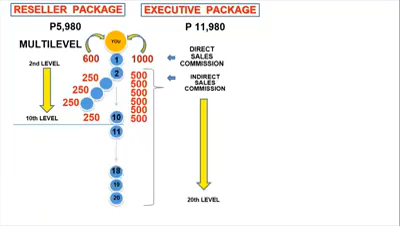 RESELLER PACKAGE
EXECUTIVE PACKAGE
P5,980
P 11,980
MULTILEVEL
YOU
600
1
1000
DIRECT
SALES
COMMISSION
2nd LEVEL
2
250
250
250
250
500
500
500
500
500
500
INDIRECT
SALES
COMMISSION
10th LEVEL
10
11
18
19
20
20th LEVEL